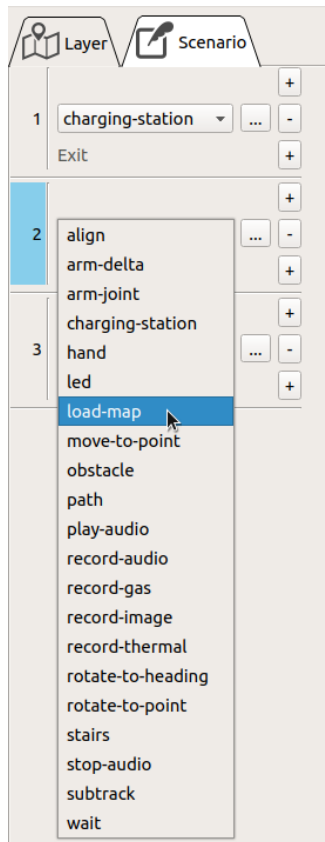 Layer Scenario
+
1 charging-station ... -
Exit +
+
2 align ... -
arm-delta
+
arm-joint
+
charging-station
3 hand ... -
led
+
load-map
move-to-point
obstacle
path
play-audio
record-audio
record-gas
record-image
record-thermal
rotate-to-heading
rotate-to-point
stairs
stop-audio
subtrack
wait